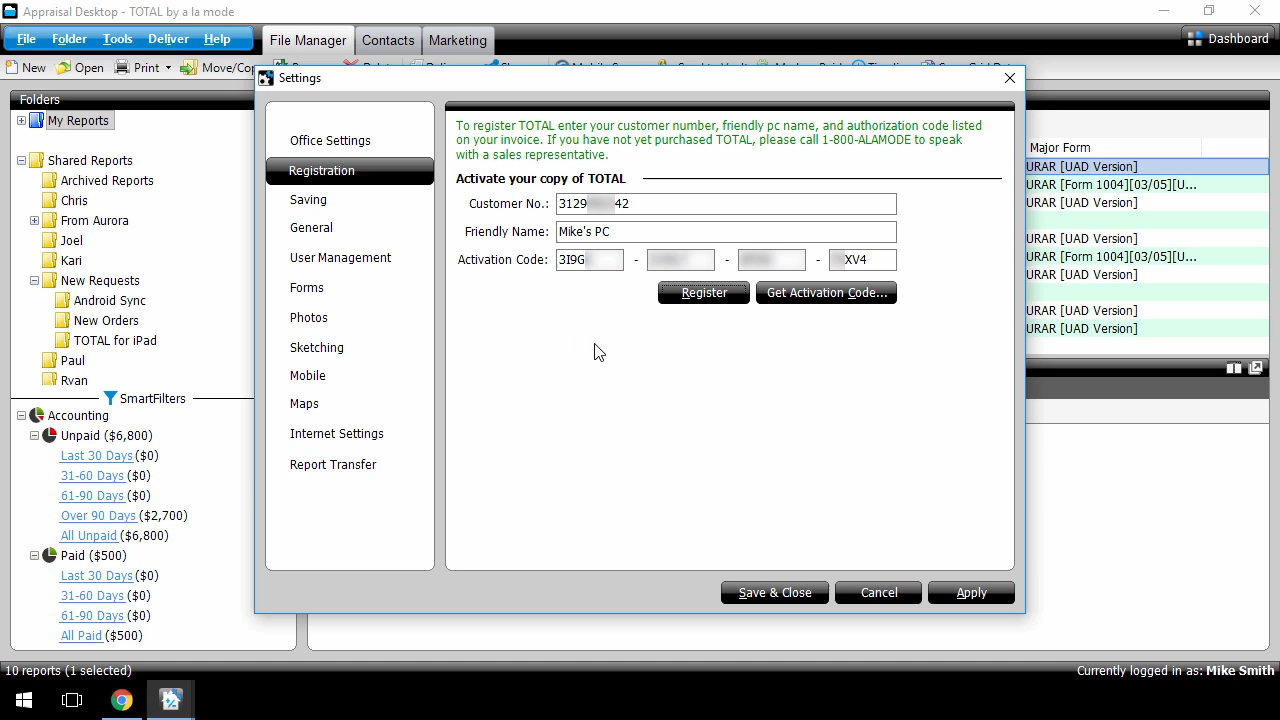 Appraisal Desktop - TOTAL by a la mode
File Folder Tools Deliver Help
File Manager Contacts Marketing
Dashboard
New Open Print
Settings
Folders
My Reports
Shared Reports
Archived Reports
Chris
From Aurora
Joel
Kari
New Requests
Android Sync
New Orders
TOTAL for iPad
Paul
Ryan
SmartFilters
Accounting
Unpaid ($6,800)
Last 30 Days ($0)
31-60 Days ($0)
61-90 Days ($0)
Over 90 Days ($2,700)
All Unpaid ($6,800)
Paid ($500)
Last 30 Days ($0)
31-60 Days ($0)
61-90 Days ($0)
All Paid ($500)
Office Settings
Registration
Saving
General
User Management
Forms
Photos
Sketching
Mobile
Maps
Internet Settings
Report Transfer
To register TOTAL enter your customer number, friendly pc name, and authorization code listed
on your invoice. If you have not yet purchased TOTAL, please call 1-800-ALAMODE to speak
with a sales representative.
Activate your copy of TOTAL
Customer No.: 3129 42
Friendly Name: Mike's PC
Activation Code: 3I9G - - - XV4
Register Get Activation Code...
Save & Close Cancel Apply
Major Form
URAR [UAD Version]
URAR [Form 1004][03/05][U...
URAR [UAD Version]
URAR [UAD Version]
URAR [Form 1004][03/05][U...
URAR [UAD Version]
URAR [UAD Version]
URAR [UAD Version]
10 reports (1 selected)
Currently logged in as: Mike Smith